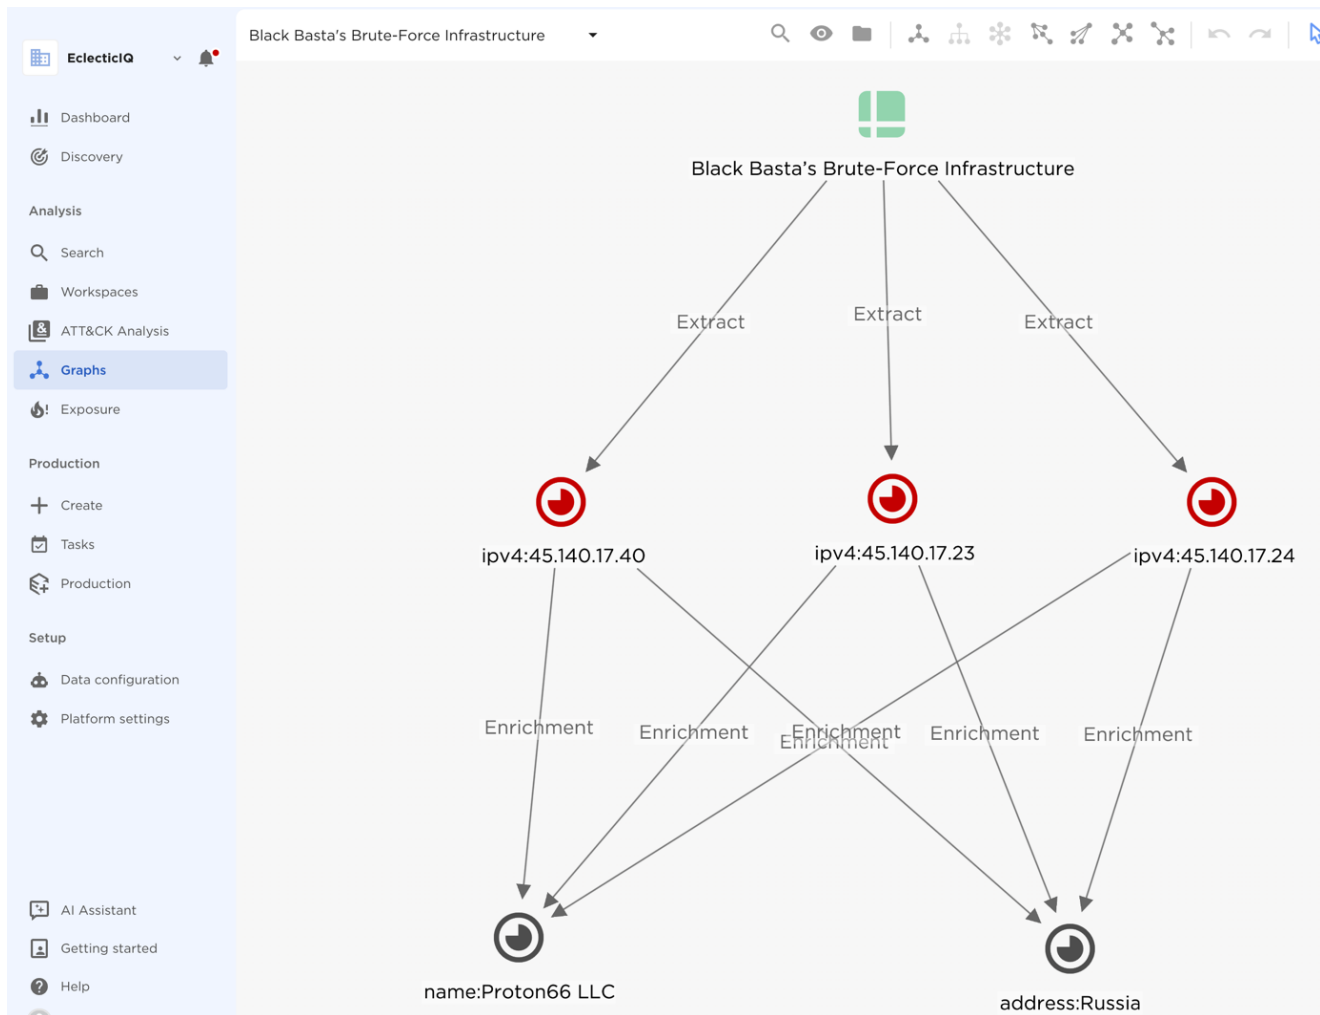 EclecticIQ
Dashboard
Discovery
Analysis
Search
Workspaces
ATT&CK Analysis
Graphs
Exposure
Production
Create
Tasks
Production
Setup
Data configuration
Platform settings
AI Assistant
Getting started
Help
Black Basta's Brute-Force Infrastructure
Black Basta’s Brute-Force Infrastructure
Extract
Extract
Extract
ipv4:45.140.17.40
ipv4:45.140.17.23
ipv4:45.140.17.24
Enrichment
Enrichment
Enrichment
Enrichment
Enrichment
Enrichment
name:Proton66 LLC
address:Russia